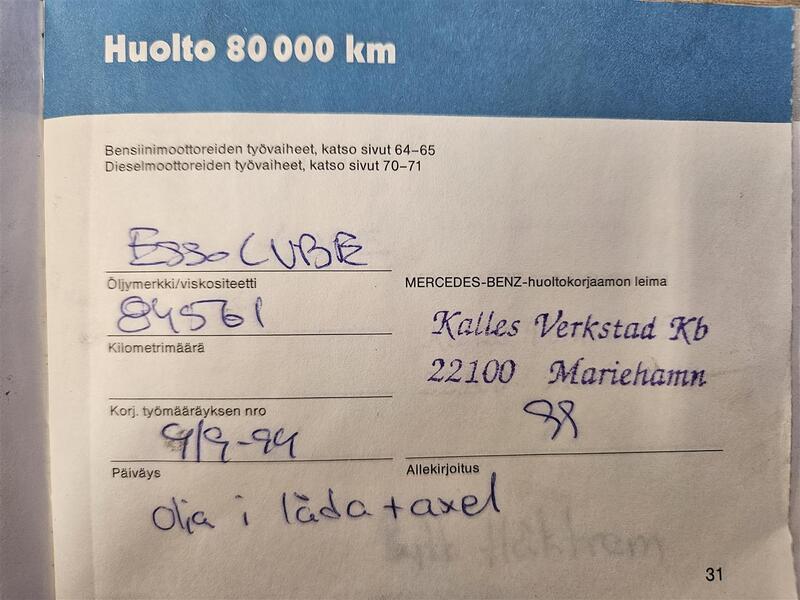 Huolto 80 000 km
Bensiinimoottoreiden työvaiheet, katso sivut 64–65
Dieselmoottoreiden työvaiheet, katso sivut 70–71
Esso LUBE
Öljymerkki/viskositeetti
84561
Kilometrimäärä
Korj. työmääräyksen nro
9/9-94
Päiväys
MERCEDES-BENZ-huoltokorjaamon leima
Kalles Verkstad Kb
22100 Mariehamn
Allekirjoitus
olja i låda + axel
31